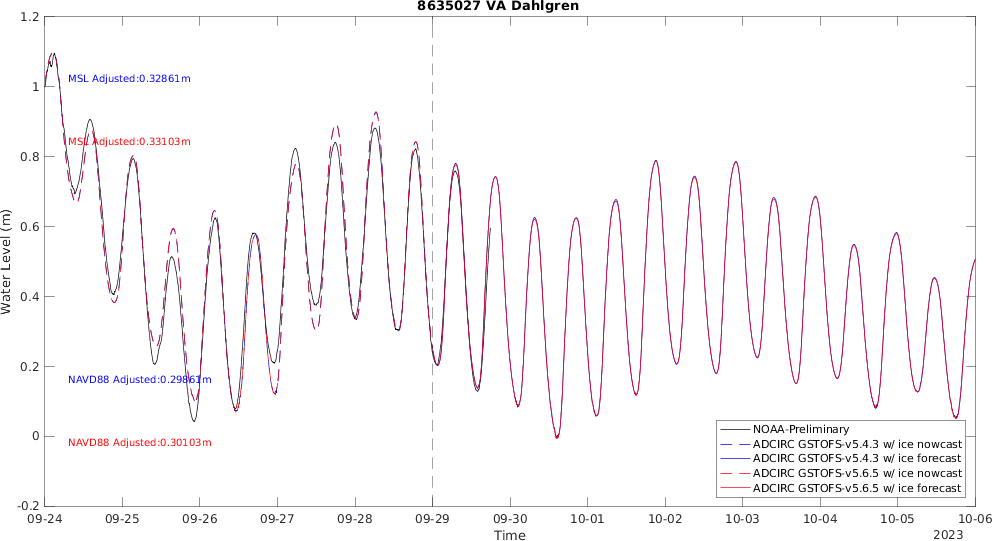 8635027 VA Dahlgren
1.2
1
0.8
0.6
0.4
0.2
0
-0.2
Water Level (m)
MSL Adjusted:0.32861m
MSL Adjusted:0.33103m
NAVD88 Adjusted:0.29861m
NAVD88 Adjusted:0.30103m
NOAA-Preliminary
ADCIRC GSTOFS-v5.4.3 w/ ice nowcast
ADCIRC GSTOFS-v5.4.3 w/ ice forecast
ADCIRC GSTOFS-v5.6.5 w/ ice nowcast
ADCIRC GSTOFS-v5.6.5 w/ ice forecast
09-24 09-25 09-26 09-27 09-28 09-29 09-30 10-01 10-02 10-03 10-04 10-05 10-06
Time
2023